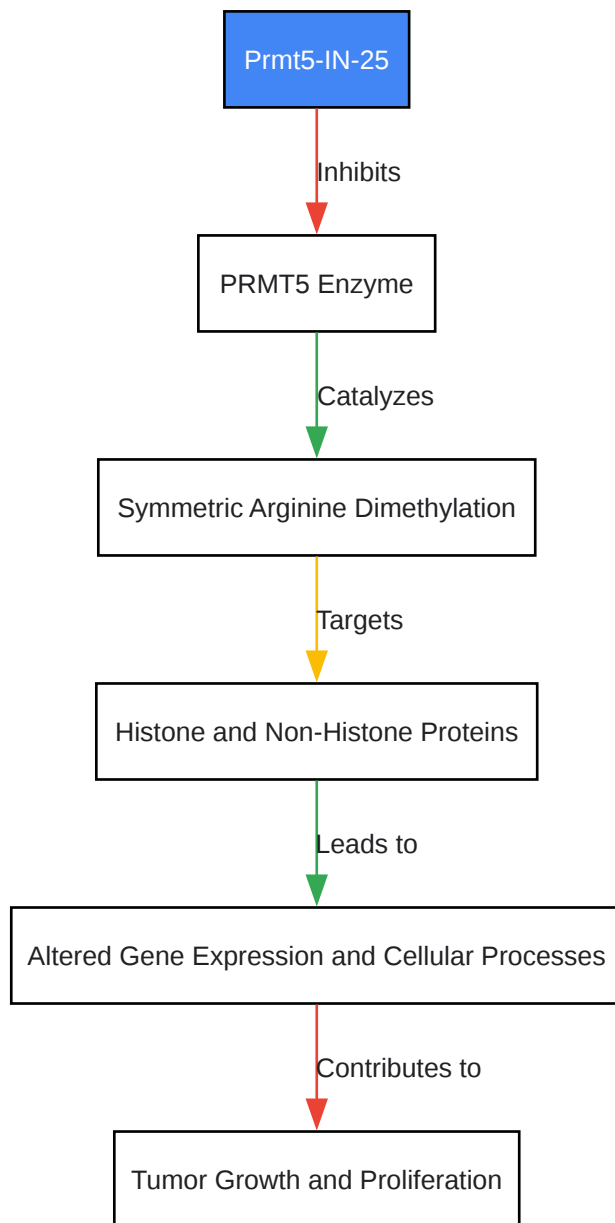 Prmt5-IN-25
Inhibits
PRMT5 Enzyme
Catalyzes
Symmetric Arginine Dimethylation
Targets
Histone and Non-Histone Proteins
Leads to
Altered Gene Expression and Cellular Processes
Contributes to
Tumor Growth and Proliferation